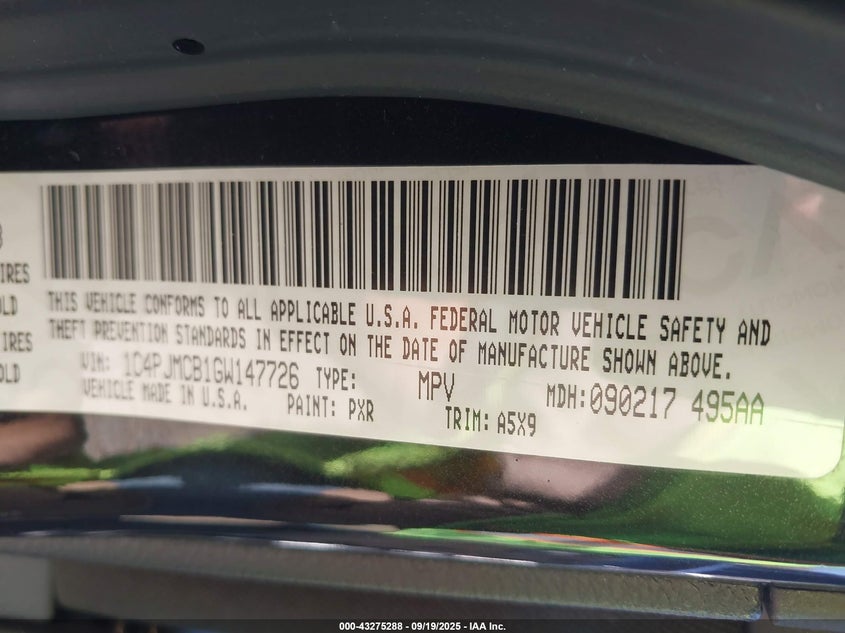 IRES
OLD
IRES
OLD
THIS VEHICLE CONFORMS TO ALL APPLICABLE U.S.A. FEDERAL MOTOR VEHICLE SAFETY AND
THEFT PREVENTION STANDARDS IN EFFECT ON THE DATE OF MANUFACTURE SHOWN ABOVE.
VIN: 1C4PJMCB1GW147726 TYPE: MPV MDH:090217 495AA
VEHICLE MADE IN U.S.A. PAINT: PXR TRIM: A5X9
000-43275288 - 09/19/2025 - IAA Inc.